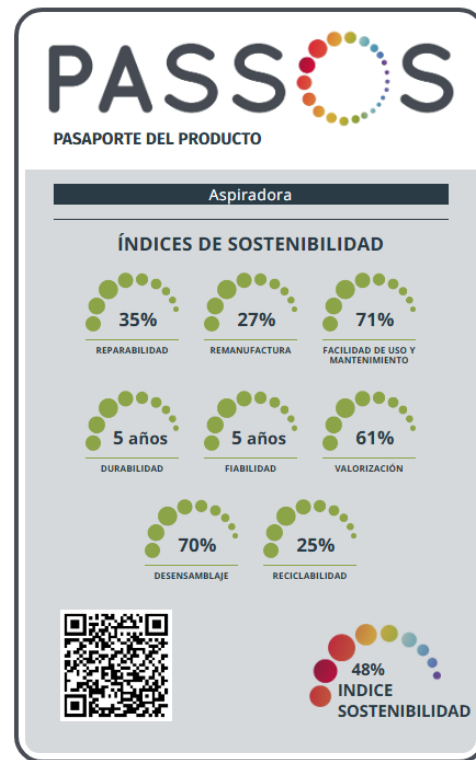 PASSOS
PASAPORTE DEL PRODUCTO
Aspiradora
ÍNDICES DE SOSTENIBILIDAD
35%
27%
71%
REPARABILIDAD
REMANUFACTURA
FACILIDAD DE USO Y
MANTENIMIENTO
5 años
5 años
61%
DURABILIDAD
FIABILIDAD
VALORIZACIÓN
70%
25%
DESENSAMBLAJE
RECICLABILIDAD
48%
INDICE
SOSTENIBILIDAD